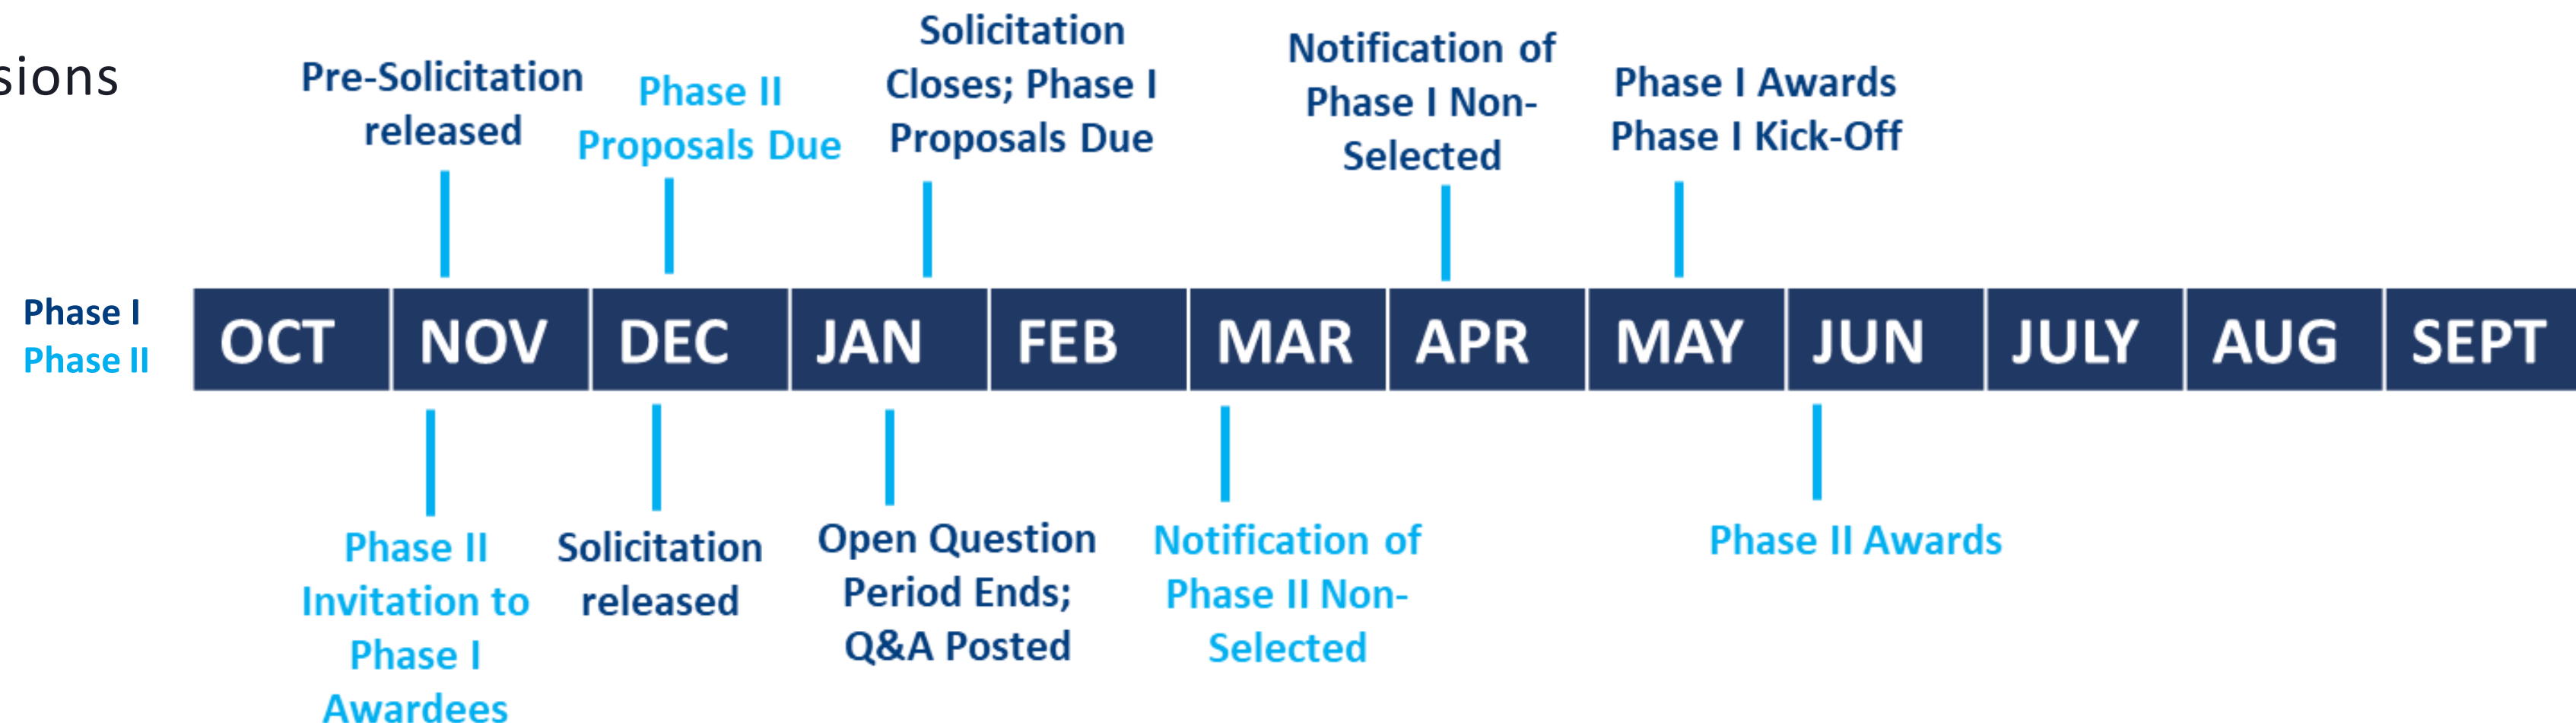 sions
Pre-Solicitation
released
Phase II
Proposals Due
Solicitation
Closes; Phase I
Proposals Due
Notification of
Phase I Non-
Selected
Phase I Awards
Phase I Kick-Off
Phase I
Phase II
OCT NOV DEC JAN FEB MAR APR MAY JUN JULY AUG SEPT
Phase II
Invitation to
Phase I
Awardees
Solicitation
released
Open Question
Period Ends;
Q&A Posted
Notification of
Phase II Non-
Selected
Phase II Awards